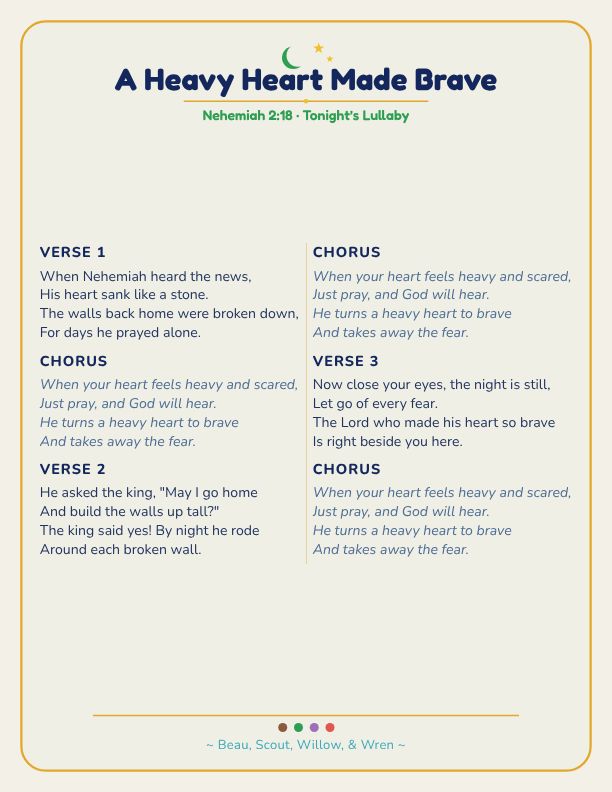 A Heavy Heart Made Brave
Nehemiah 2:18 · Tonight's Lullaby
VERSE 1
When Nehemiah heard the news,
His heart sank like a stone.
The walls back home were broken down,
For days he prayed alone.
CHORUS
When your heart feels heavy and scared,
Just pray, and God will hear.
He turns a heavy heart to brave
And takes away the fear.
VERSE 2
He asked the king, "May I go home
And build the walls up tall?"
The king said yes! By night he rode
Around each broken wall.
CHORUS
When your heart feels heavy and scared,
Just pray, and God will hear.
He turns a heavy heart to brave
And takes away the fear.
VERSE 3
Now close your eyes, the night is still,
Let go of every fear.
The Lord who made his heart so brave
Is right beside you here.
CHORUS
When your heart feels heavy and scared,
Just pray, and God will hear.
He turns a heavy heart to brave
And takes away the fear.
~ Beau, Scout, Willow, & Wren ~